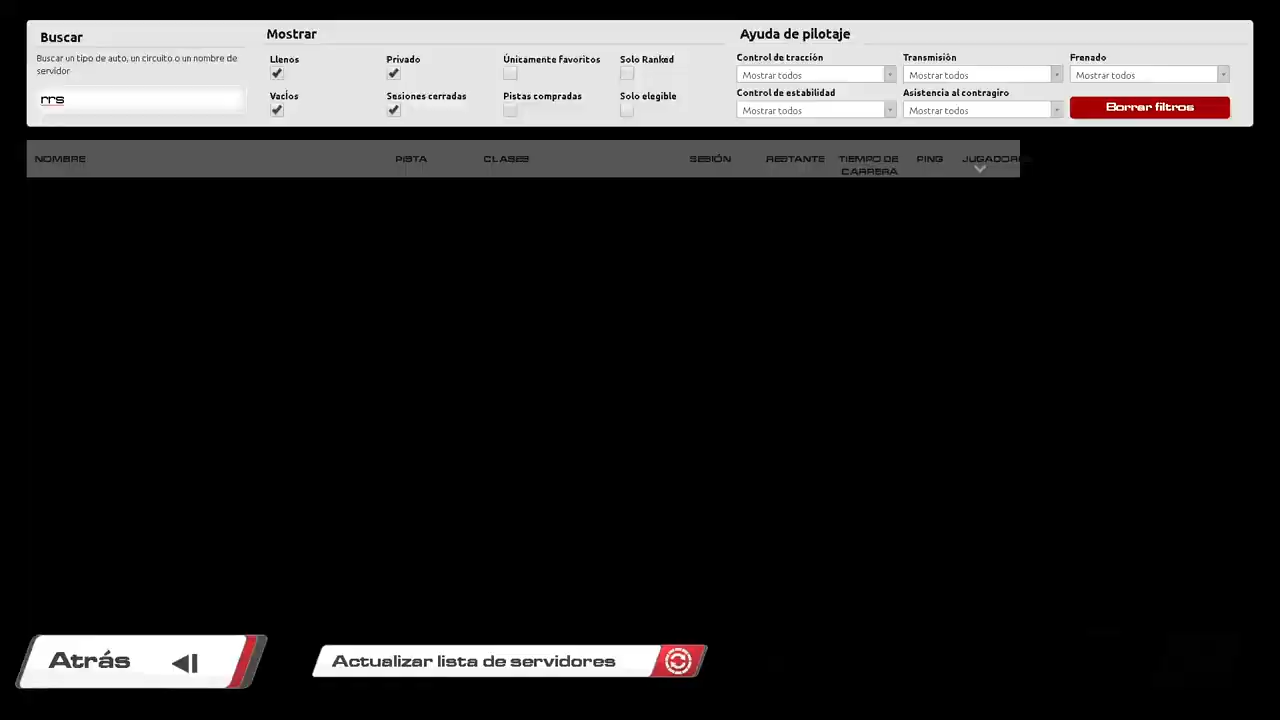 Buscar
Buscar un tipo de auto, un circuito o un nombre de
servidor
rrs
Mostrar
Llenos
Privado
Únicamente favoritos
Solo Ranked
Vacíos
Sesiones cerradas
Pistas compradas
Solo elegible
Ayuda de pilotaje
Control de tracción
Transmisión
Frenado
Mostrar todos
Mostrar todos
Mostrar todos
Control de estabilidad
Asistencia al contragiro
Mostrar todos
Mostrar todos
Borrar filtros
NOMBRE PISTA CLASES SESIÓN RESTANTE TIEMPO DE PING JUGADORES
CARRERA
Atrás
Actualizar lista de servidores